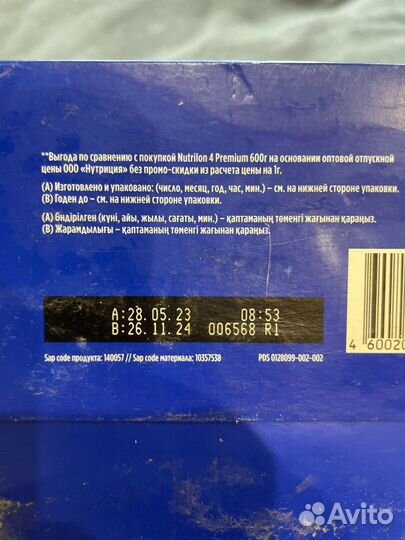 **Выгода по сравнению с покупкой Nutrilon 4 Premium 600г на основании оптовой отпускной
цены ООО «Нутриция» без промо-скидки из расчета цены на 1г.
(А) Изготовлено и упаковано: (число, месяц, год, час, мин.) – см. на нижней стороне упаковки.
(В) Годен до – см. на нижней стороне упаковки.
(А) Өндірілген (күні, айы, жылы, сағаты, мин.) – қаптаманың төменгі жағынан қараңыз.
(В) Жарамдылығы – қаптаманың төменгі жағынан қараңыз.
A:28.05.23 08:53
B:26.11.24 006568 R1
Sap code продукта: 140057 // Sap code материала: 10357538 PDS 0128099-002-002
4 60020
Avito